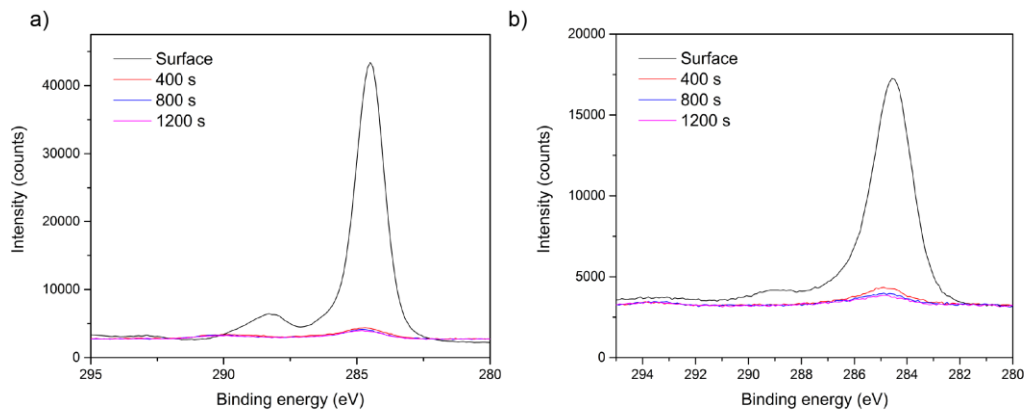 a)
Surface
400 s
800 s
1200 s
40000
30000
20000
10000
0
Intensity (counts)
295
290
285
280
Binding energy (eV)
b)
Surface
400 s
800 s
1200 s
20000
15000
10000
5000
0
Intensity (counts)
294
292
290
288
286
284
282
280
Binding energy (eV)